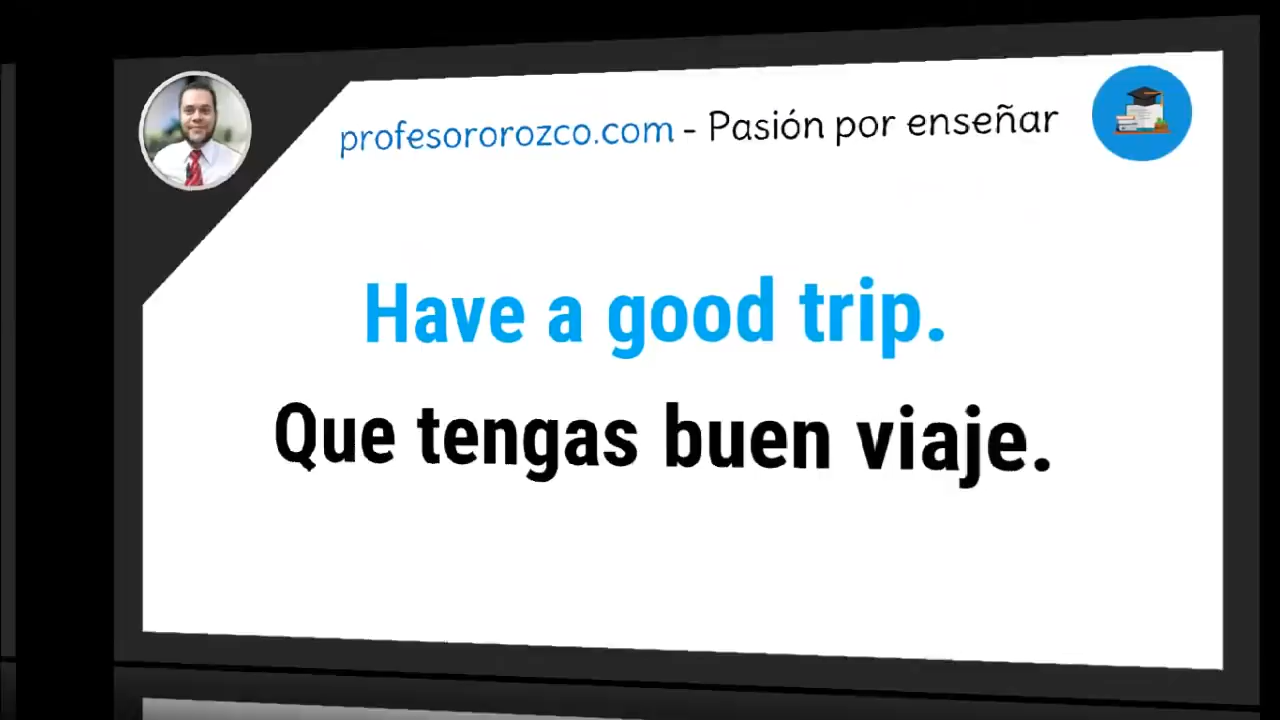 profesororozco.com - Pasión por enseñar
Have a good trip.
Que tengas buen viaje.